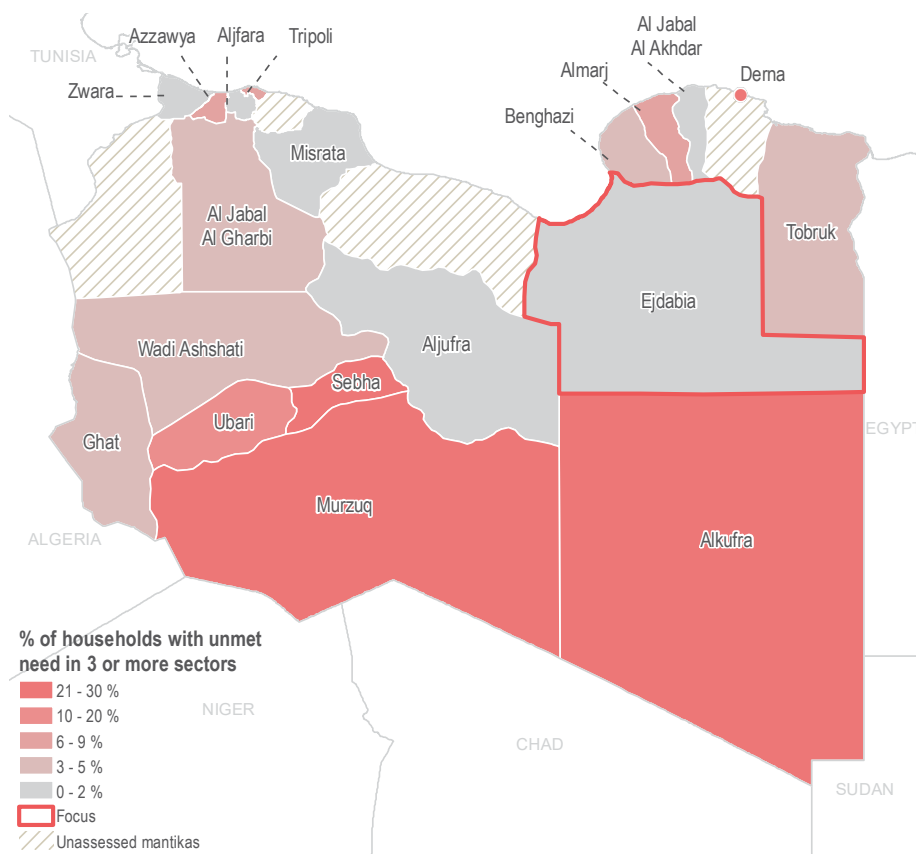 Azzawya
Aljfara
Tripoli
Al Jabal
Al Akhdar
TUNISIA
Zwara
Almarj
Derna
Benghazi
Misrata
Al Jabal
Al Gharbi
Tobruk
Ejdabia
Wadi Ashshati
Aljufra
Sebha
Ubari
Ghat
EGYPT
Murzuq
Alkufra
ALGERIA
% of households with unmet
need in 3 or more sectors
21 - 30 %
10 - 20 %
6 - 9 %
3 - 5 %
0 - 2 %
Focus
Unassessed mantikas
NIGER
CHAD
SUDAN